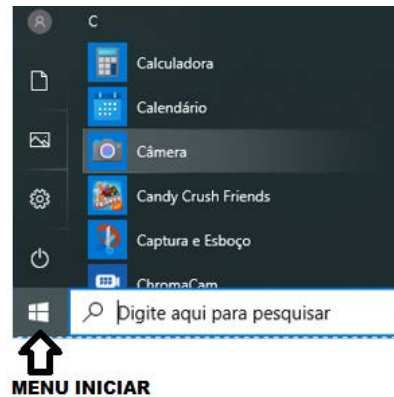 C
Calculadora
Calendário
Câmera
Candy Crush Friends
Captura e Esboço
ChromaCam
Digite aqui para pesquisar
MENU INICIAR